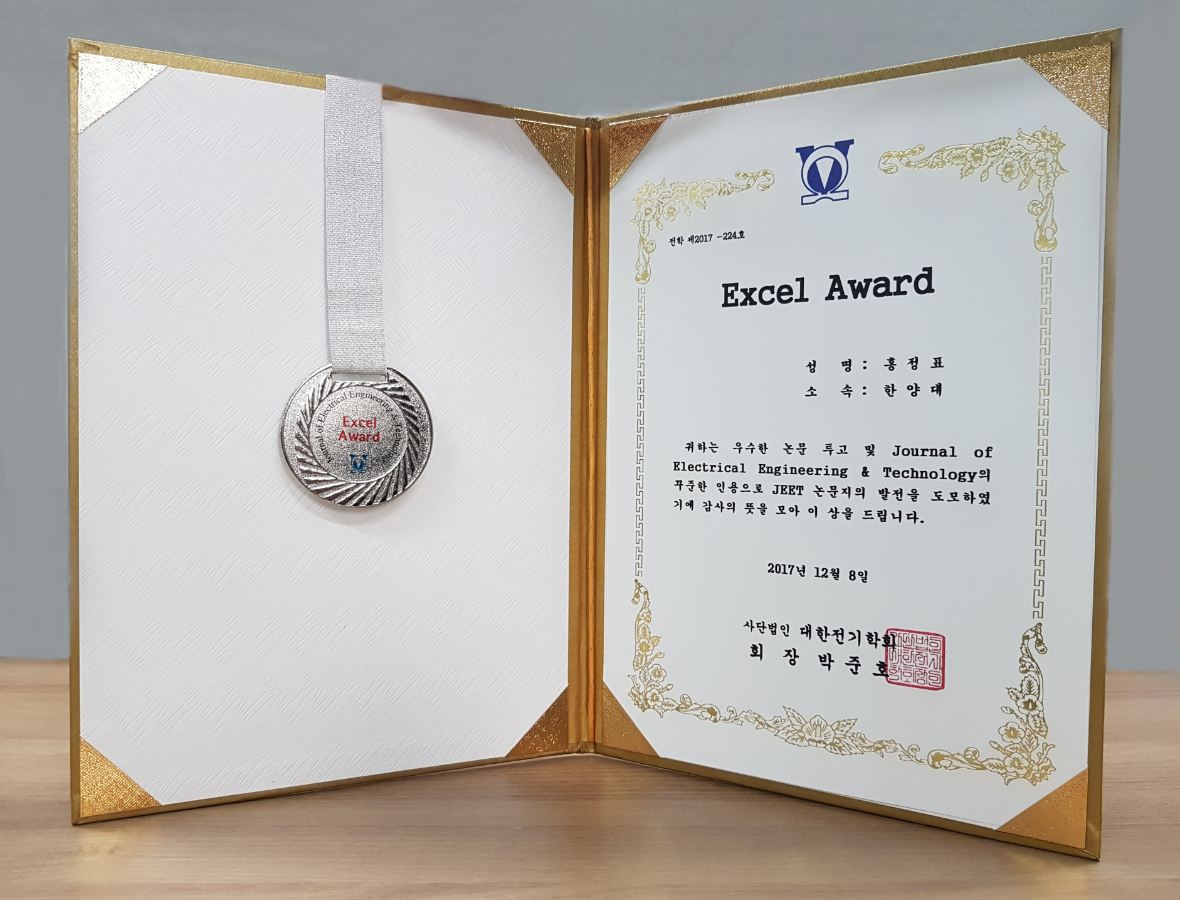 Journal of Electrical Engineering & Technology
Excel
Award
전학 제2017 -224호
Excel Award
성 명: 홍정표
소 속: 한양대
귀하는 우수한 논문 투고 및 Journal of
Electrical Engineering & Technology의
꾸준한 인용으로 JEET 논문지의 발전을 도모하였
기에 감사의 뜻을 모아 이 상을 드립니다.
2017년 12월 8일
사단법인 대한전기학회
회 장 박 준 호